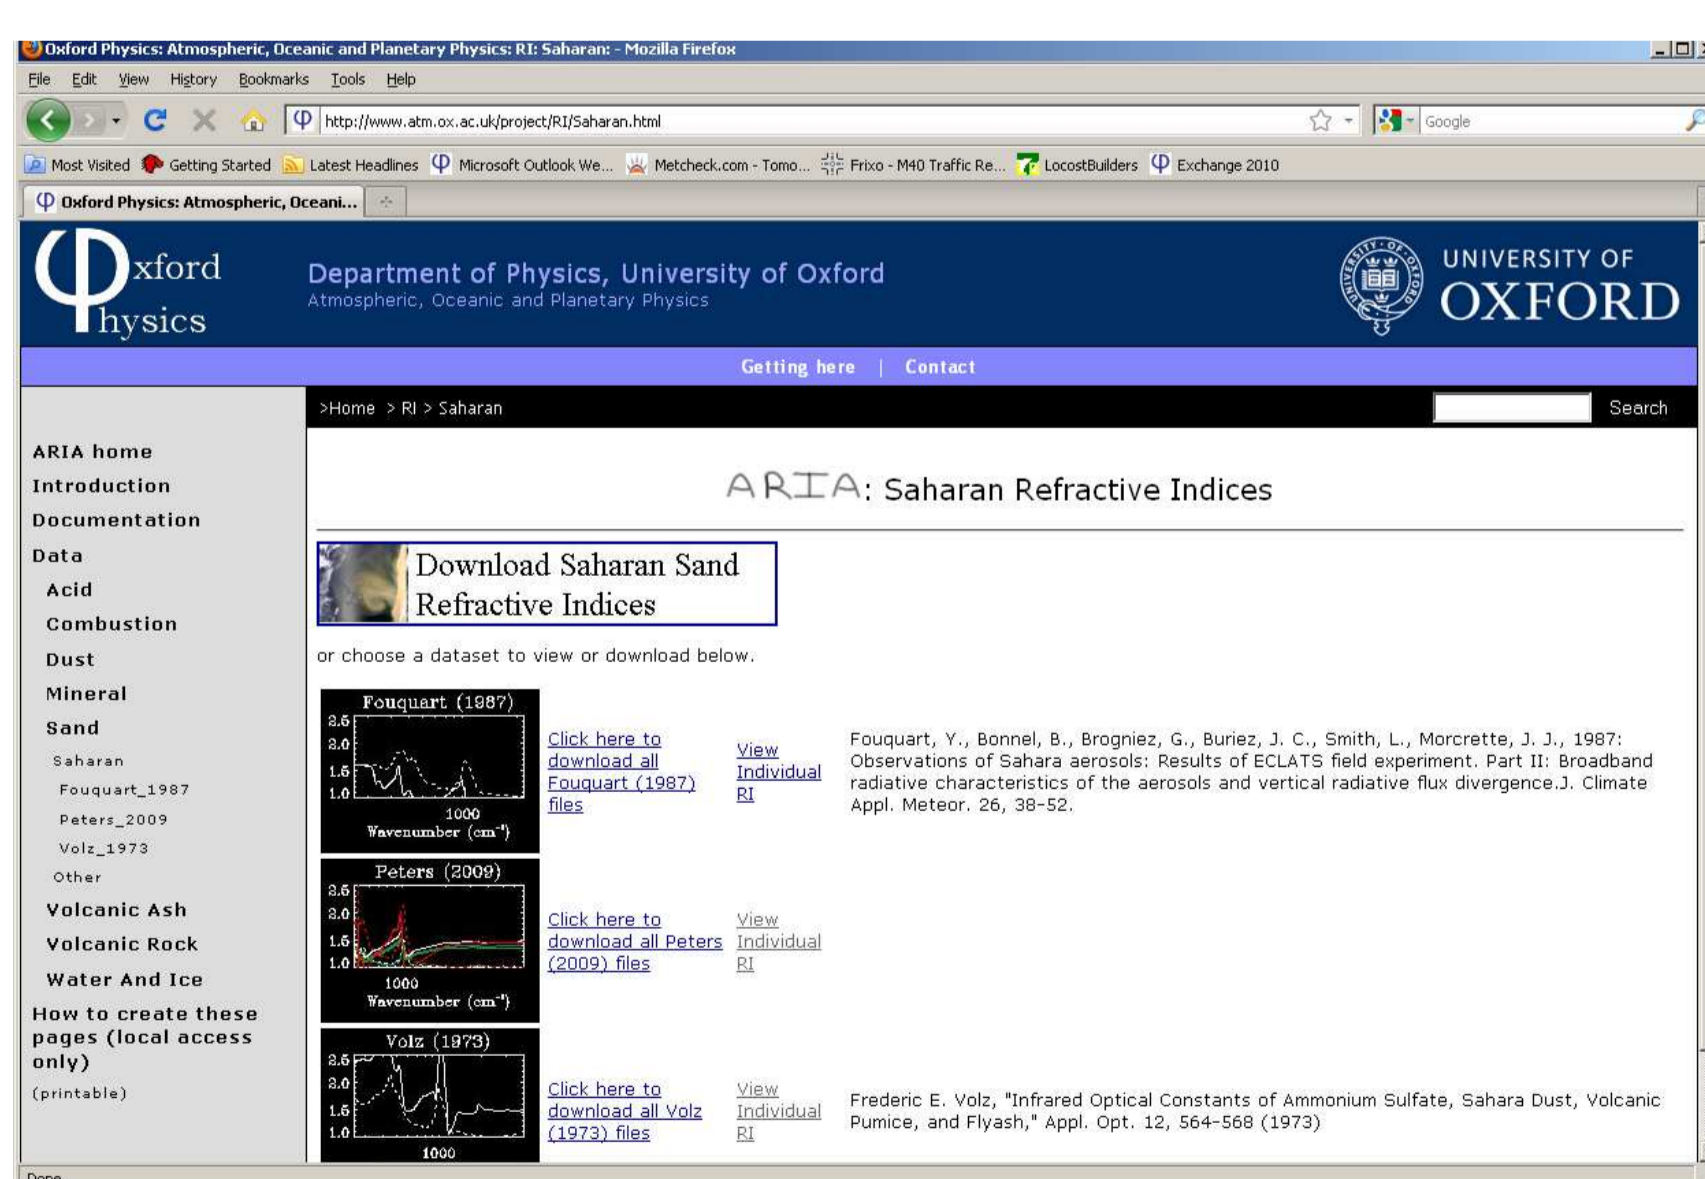 Oxford Physics: Atmospheric, Oceanic and Planetary Physics: RI: Saharan: - Mozilla Firefox
File Edit View History Bookmarks Tools Help
http://www.atm.ox.ac.uk/project/RI/Saharan.html
Google
Most Visited Getting Started Latest Headlines Microsoft Outlook We... Metcheck.com - Tomo... Frixo - M40 Traffic Re... LocostBuilders Exchange 2010
Oxford Physics: Atmospheric, Oceani...
Oxford
Physics
Department of Physics, University of Oxford
Atmospheric, Oceanic and Planetary Physics
UNIVERSITY OF
OXFORD
Getting here | Contact
>Home > RI > Saharan
Search
ARIA home
Introduction
Documentation
Data
Acid
Combustion
Dust
Mineral
Sand
Saharan
Fouquart_1987
Peters_2009
Volz_1973
Other
Volcanic Ash
Volcanic Rock
Water And Ice
How to create these
pages (local access
only)
(printable)
ARIA: Saharan Refractive Indices
Download Saharan Sand
Refractive Indices
or choose a dataset to view or download below.
Fouquart (1987)
2.5
2.0
1.5
1.0
1000
Wavenumber (cm⁻¹)
Click here to
download all
Fouquart (1987)
files
View
Individual
RI
Fouquart, Y., Bonnel, B., Brogniez, G., Buriez, J. C., Smith, L., Morcrette, J. J., 1987:
Observations of Sahara aerosols: Results of ECLATS field experiment. Part II: Broadband
radiative characteristics of the aerosols and vertical radiative flux divergence.J. Climate
Appl. Meteor. 26, 38-52.
Peters (2009)
2.5
2.0
1.5
1.0
1000
Wavenumber (cm⁻¹)
Click here to
download all Peters
(2009) files
View
Individual
RI
Volz (1973)
2.5
2.0
1.5
1.0
1000
Click here to
download all Volz
(1973) files
View
Individual
RI
Frederic E. Volz, "Infrared Optical Constants of Ammonium Sulfate, Sahara Dust, Volcanic
Pumice, and Flyash," Appl. Opt. 12, 564-568 (1973)
Done